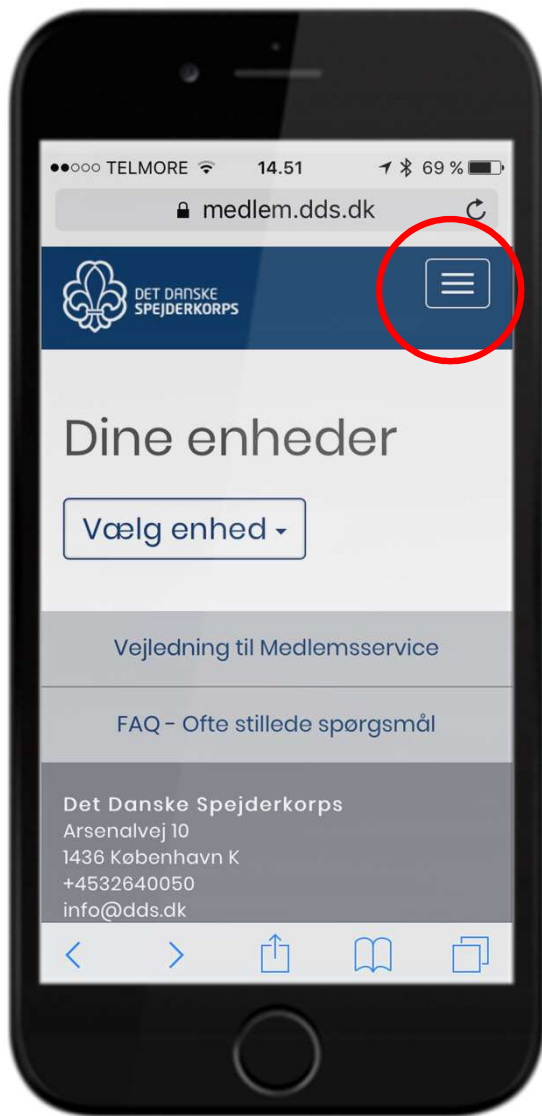 TELMORE 14.51 69 %
medlem.dds.dk
DET DANSKE
SPEJDERKORPS
Dine enheder
Vælg enhed
Vejledning til Medlemsservice
FAQ - Ofte stillede spørgsmål
Det Danske Spejderkorps
Arsenalvej 10
1436 København K
+4532640050
info@dds.dk